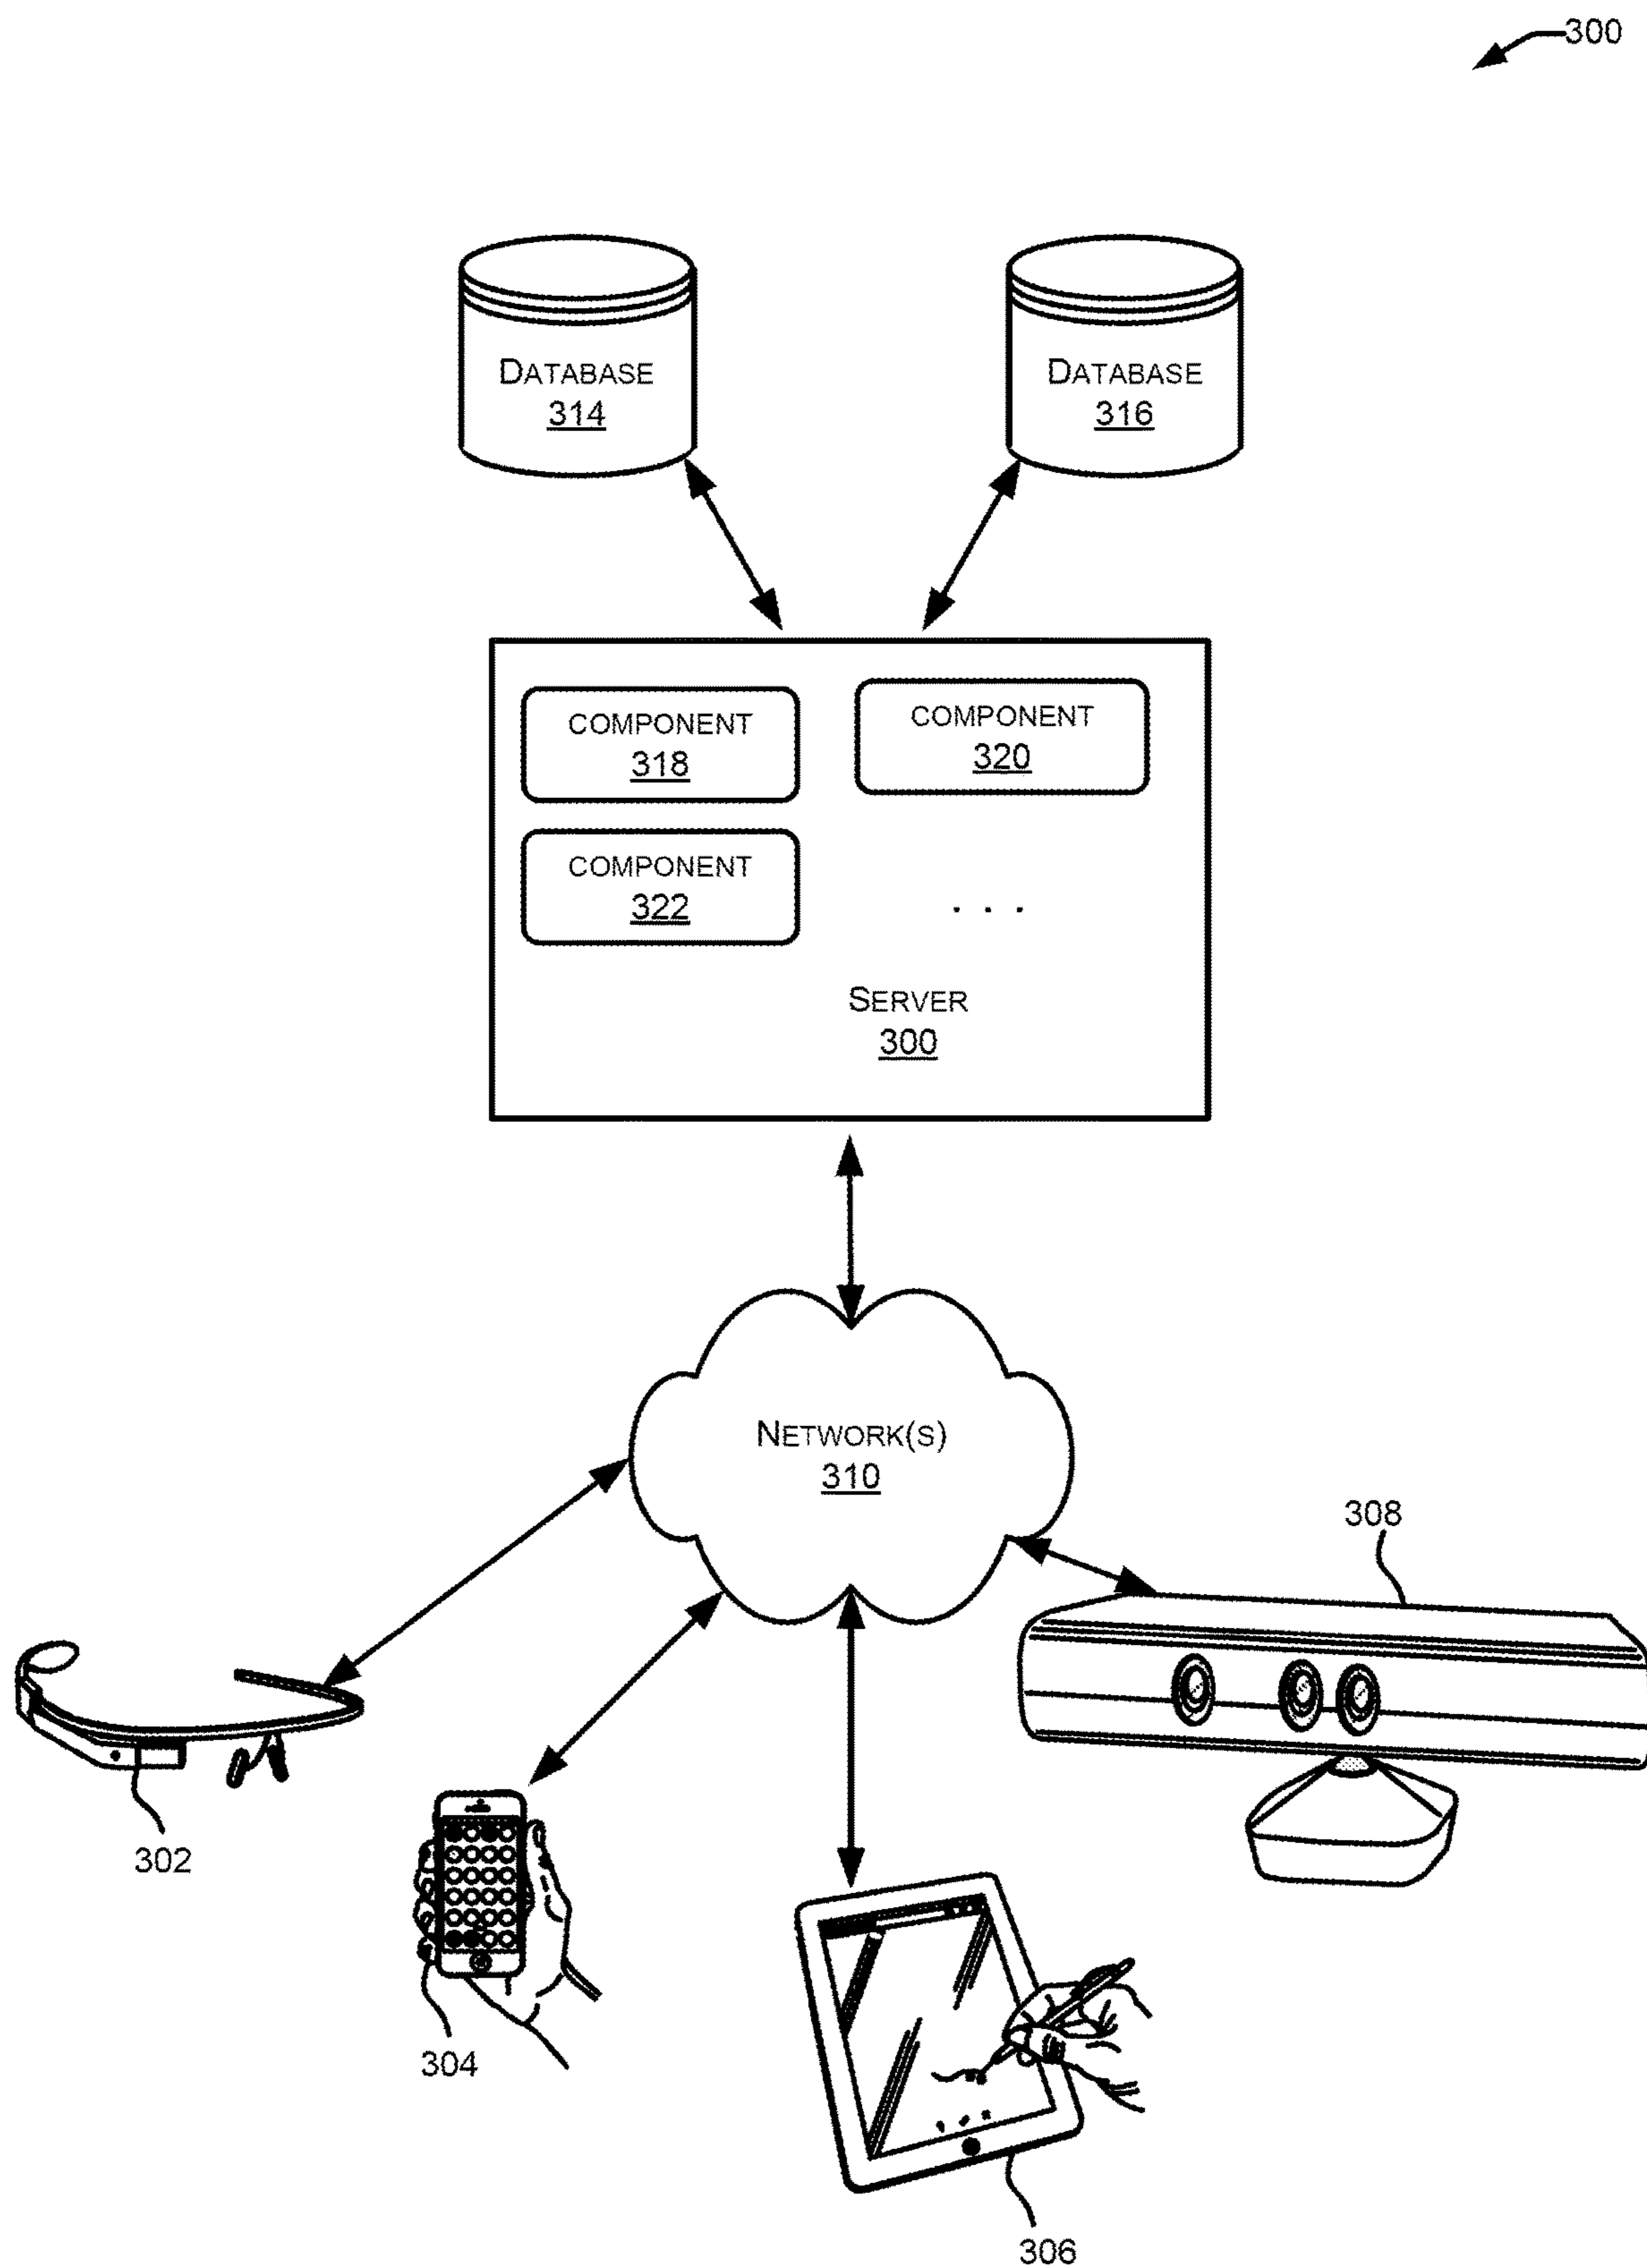 300
DATABASE
314
DATABASE
316
COMPONENT
318
COMPONENT
320
COMPONENT
322
. . .
SERVER
300
NETWORK(S)
310
308
302
304
306